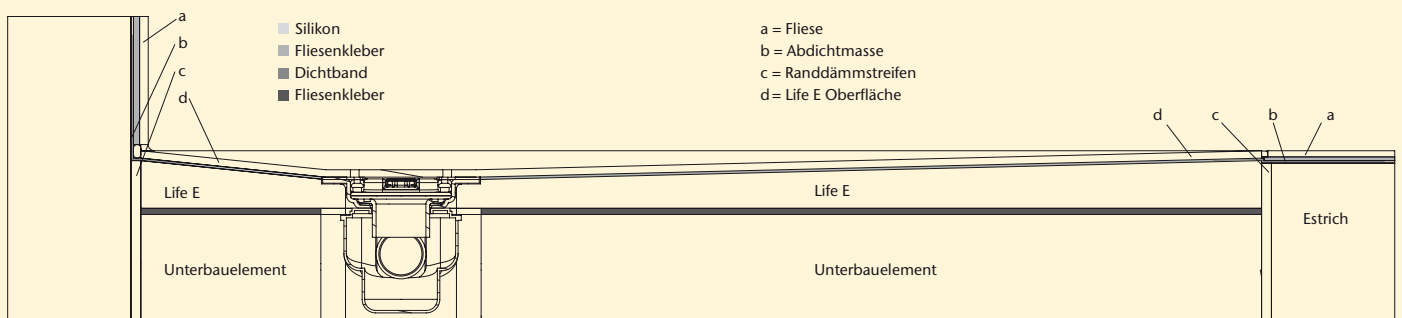 a
b
c
d
Silikon
Fliesenkleber
Dichtband
Fliesenkleber
a = Fliese
b = Abdichtmasse
c = Randdämmstreifen
d = Life E Oberfläche
d
c
b
a
Life E
Life E
Estrich
Unterbauelement
Unterbauelement